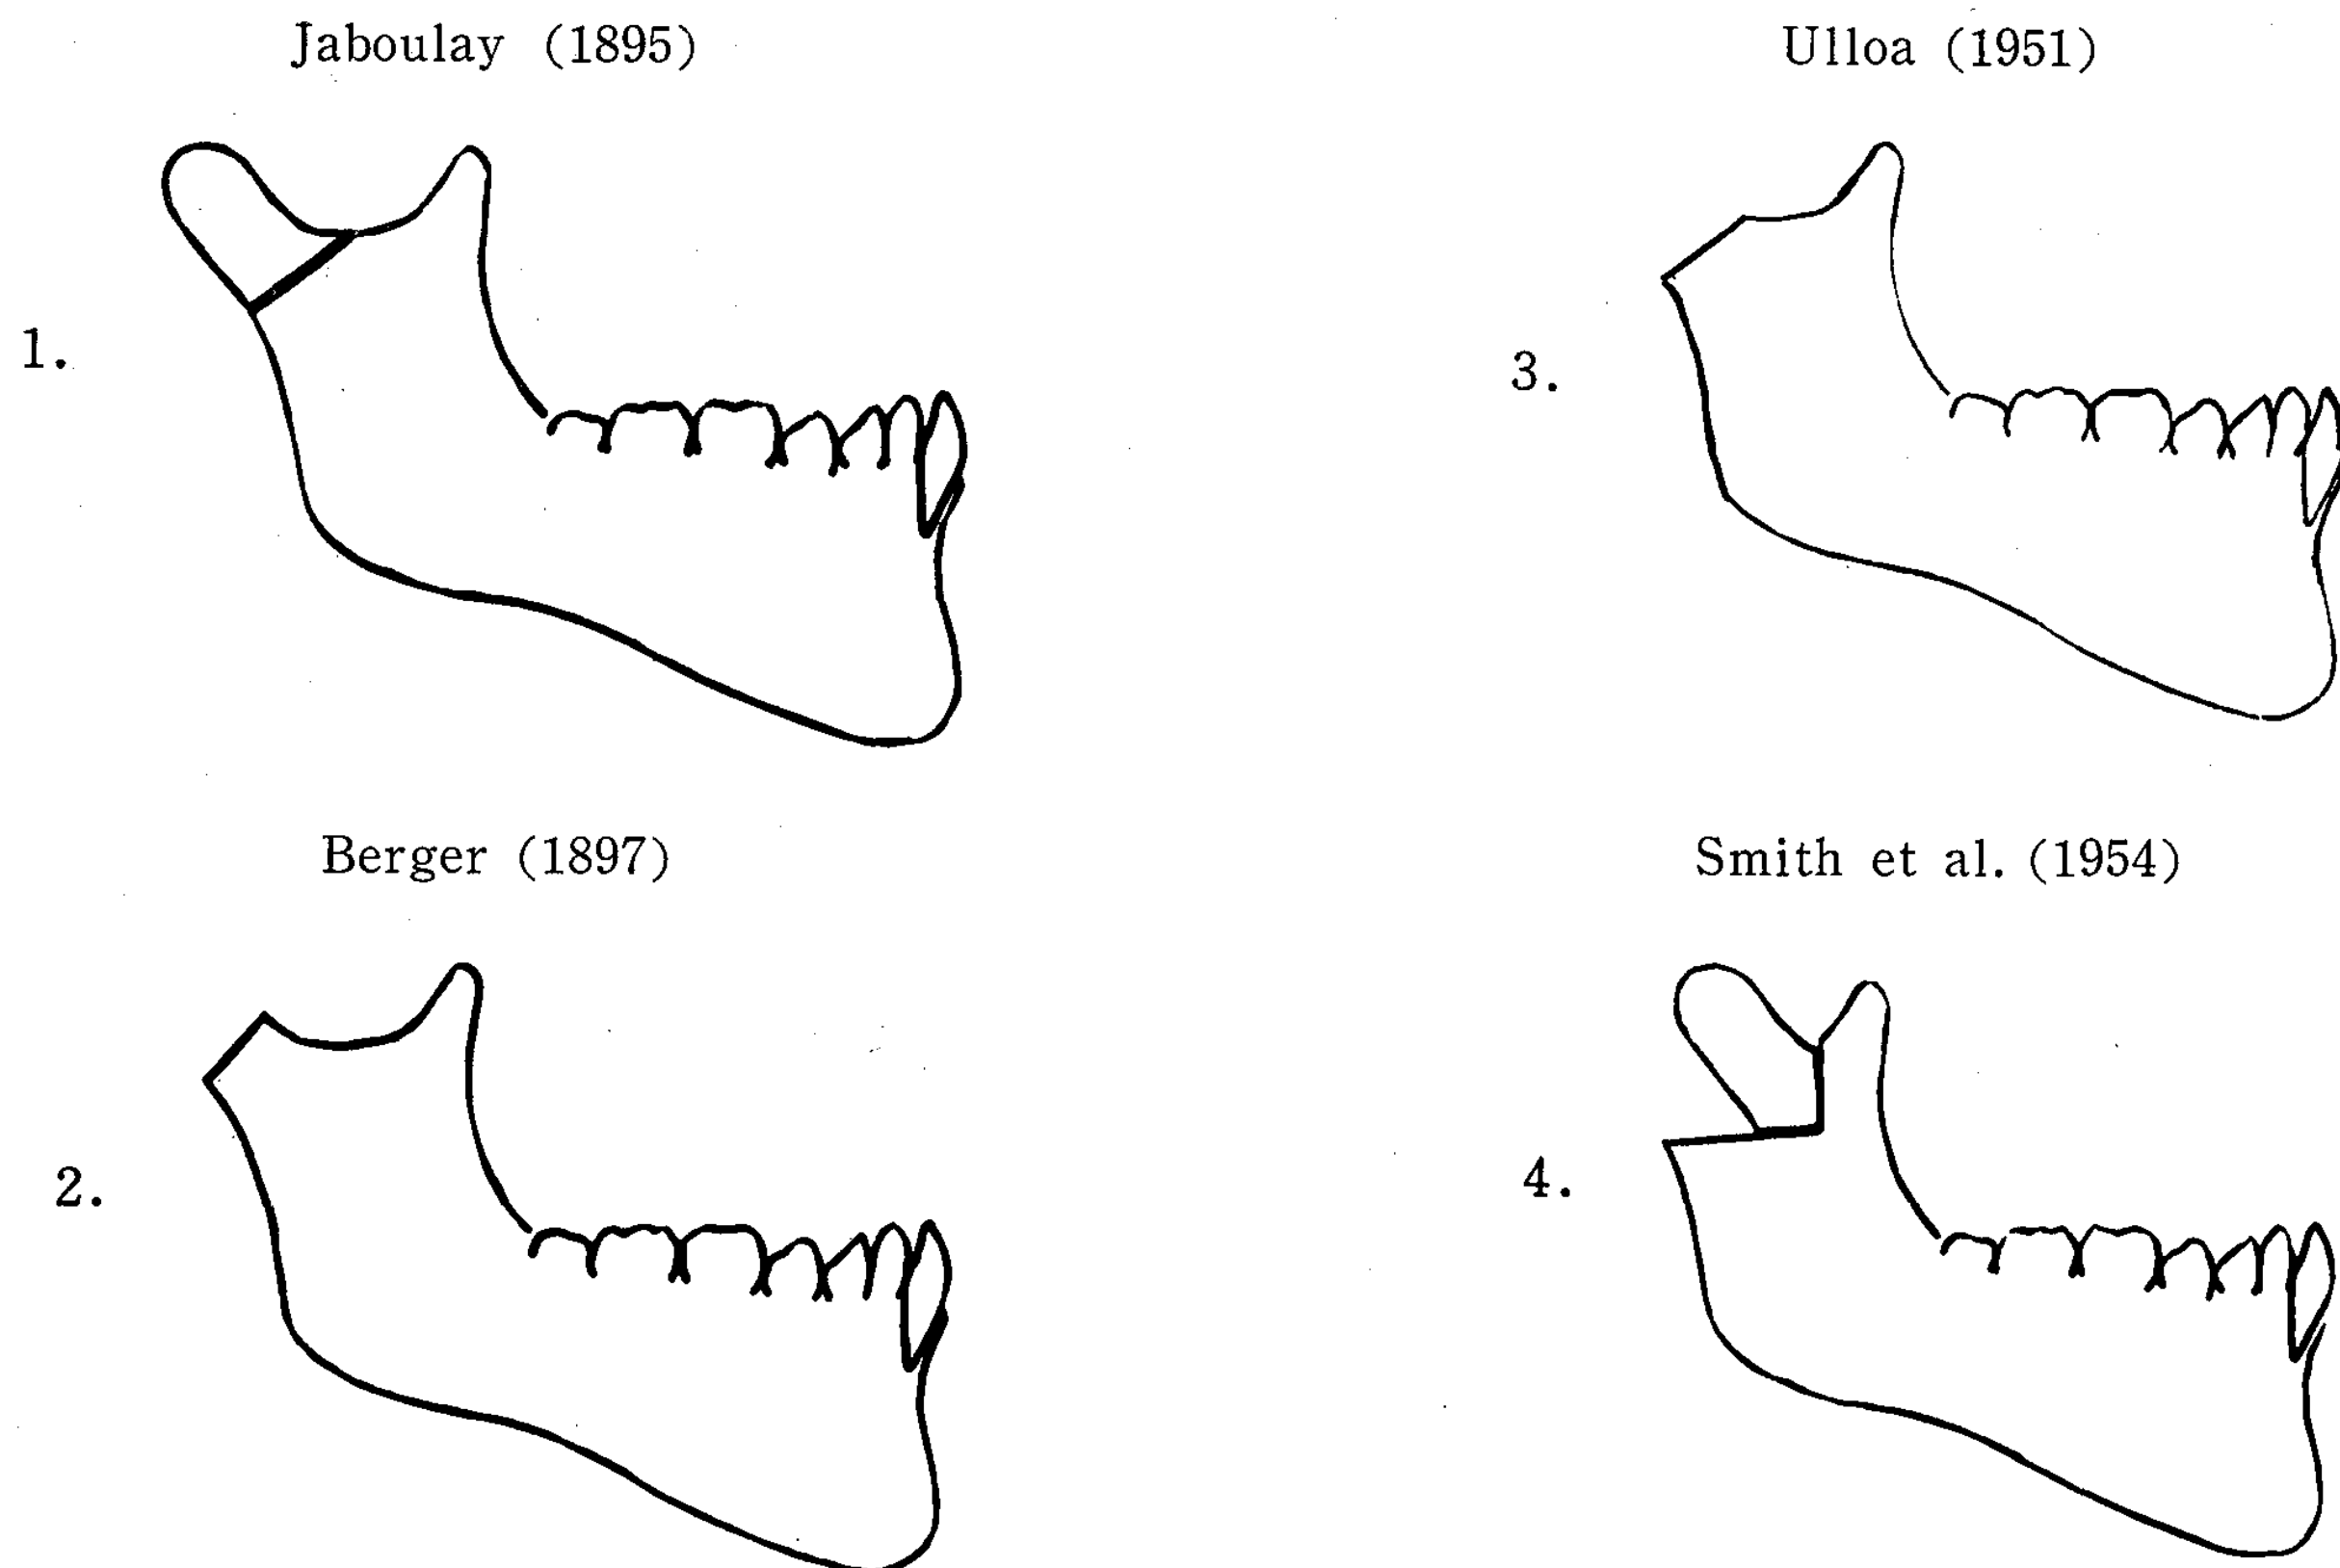 Jaboulay (1895)
1.
Berger (1897)
2.
Ulloa (1951)
3.
Smith et al. (1954)
4.